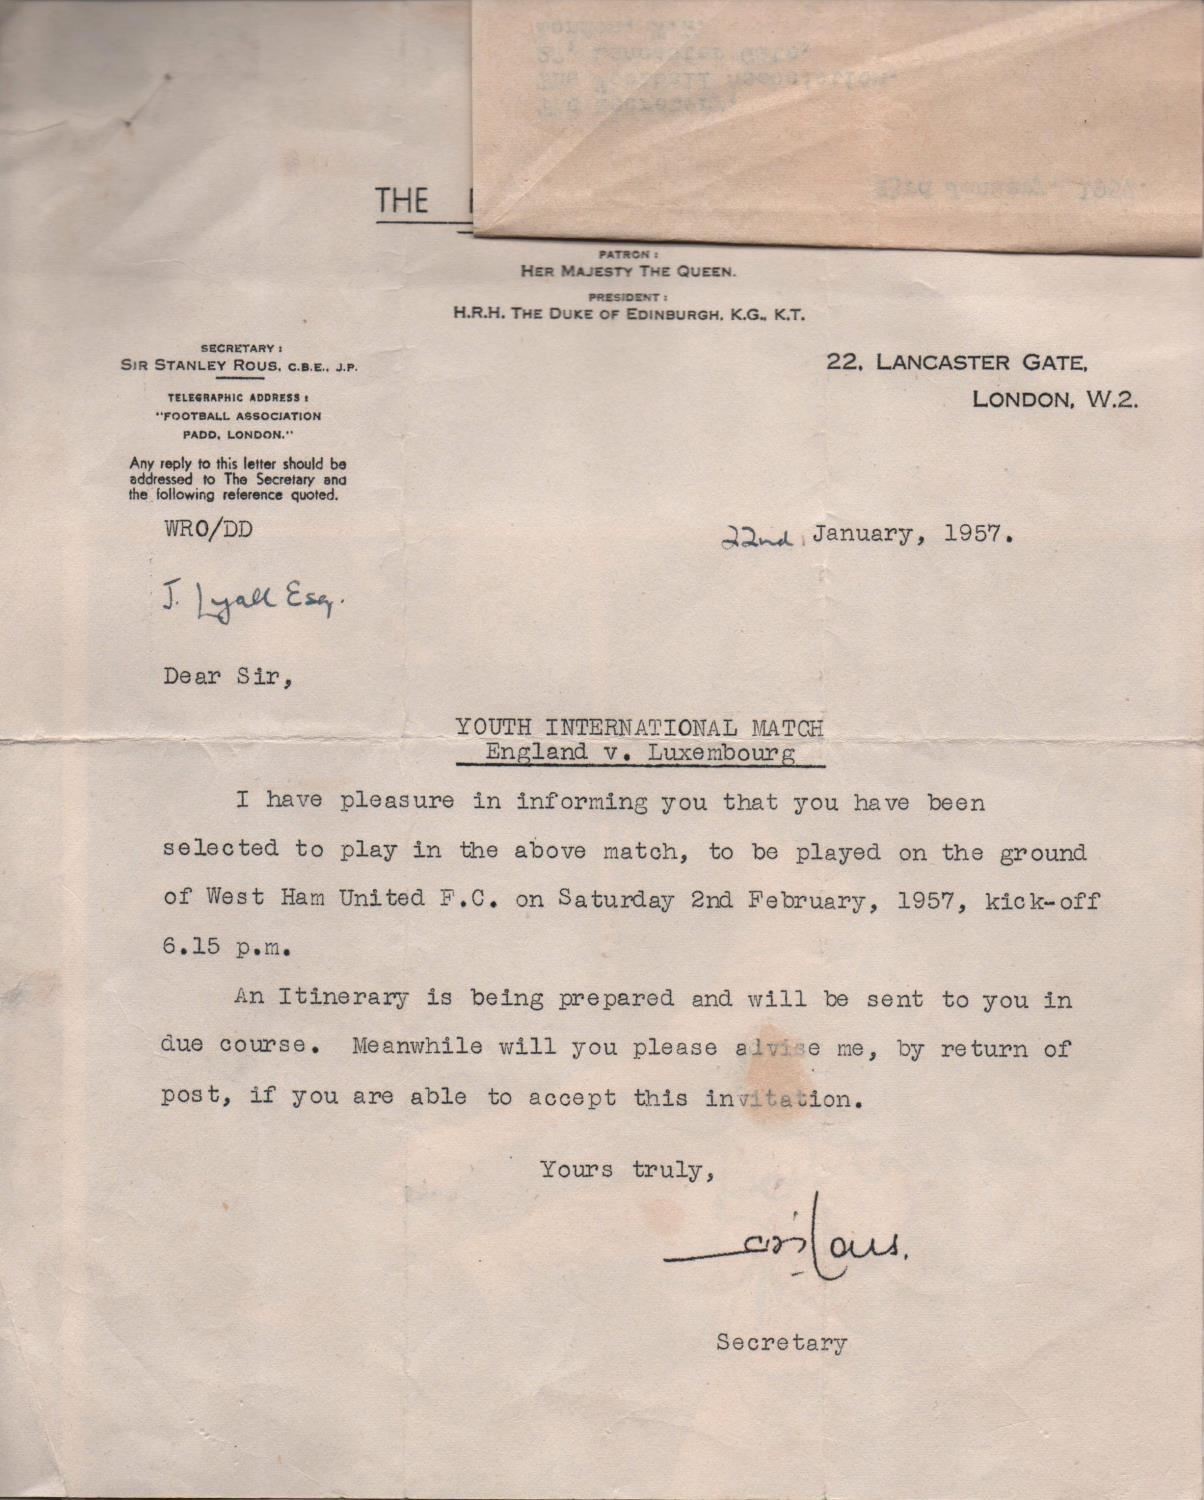 THE
PATRON:
HER MAJESTY THE QUEEN.
PRESIDENT:
H.R.H. THE DUKE OF EDINBURGH, K.G., K.T.
SECRETARY:
SIR STANLEY ROUS, C.B.E., J.P.
TELEGRAPHIC ADDRESS:
"FOOTBALL ASSOCIATION
PADD, LONDON."
Any reply to this letter should be
addressed to The Secretary and
the following reference quoted.
22, LANCASTER GATE,
LONDON, W.2.
WRO/DD
22nd January, 1957.
J. Lyall Esq.
Dear Sir,
YOUTH INTERNATIONAL MATCH
England v. Luxembourg
I have pleasure in informing you that you have been
selected to play in the above match, to be played on the ground
of West Ham United F.C. on Saturday 2nd February, 1957, kick-off
6.15 p.m.
An Itinerary is being prepared and will be sent to you in
due course. Meanwhile will you please advise me, by return of
post, if you are able to accept this invitation.
Yours truly,
Secretary